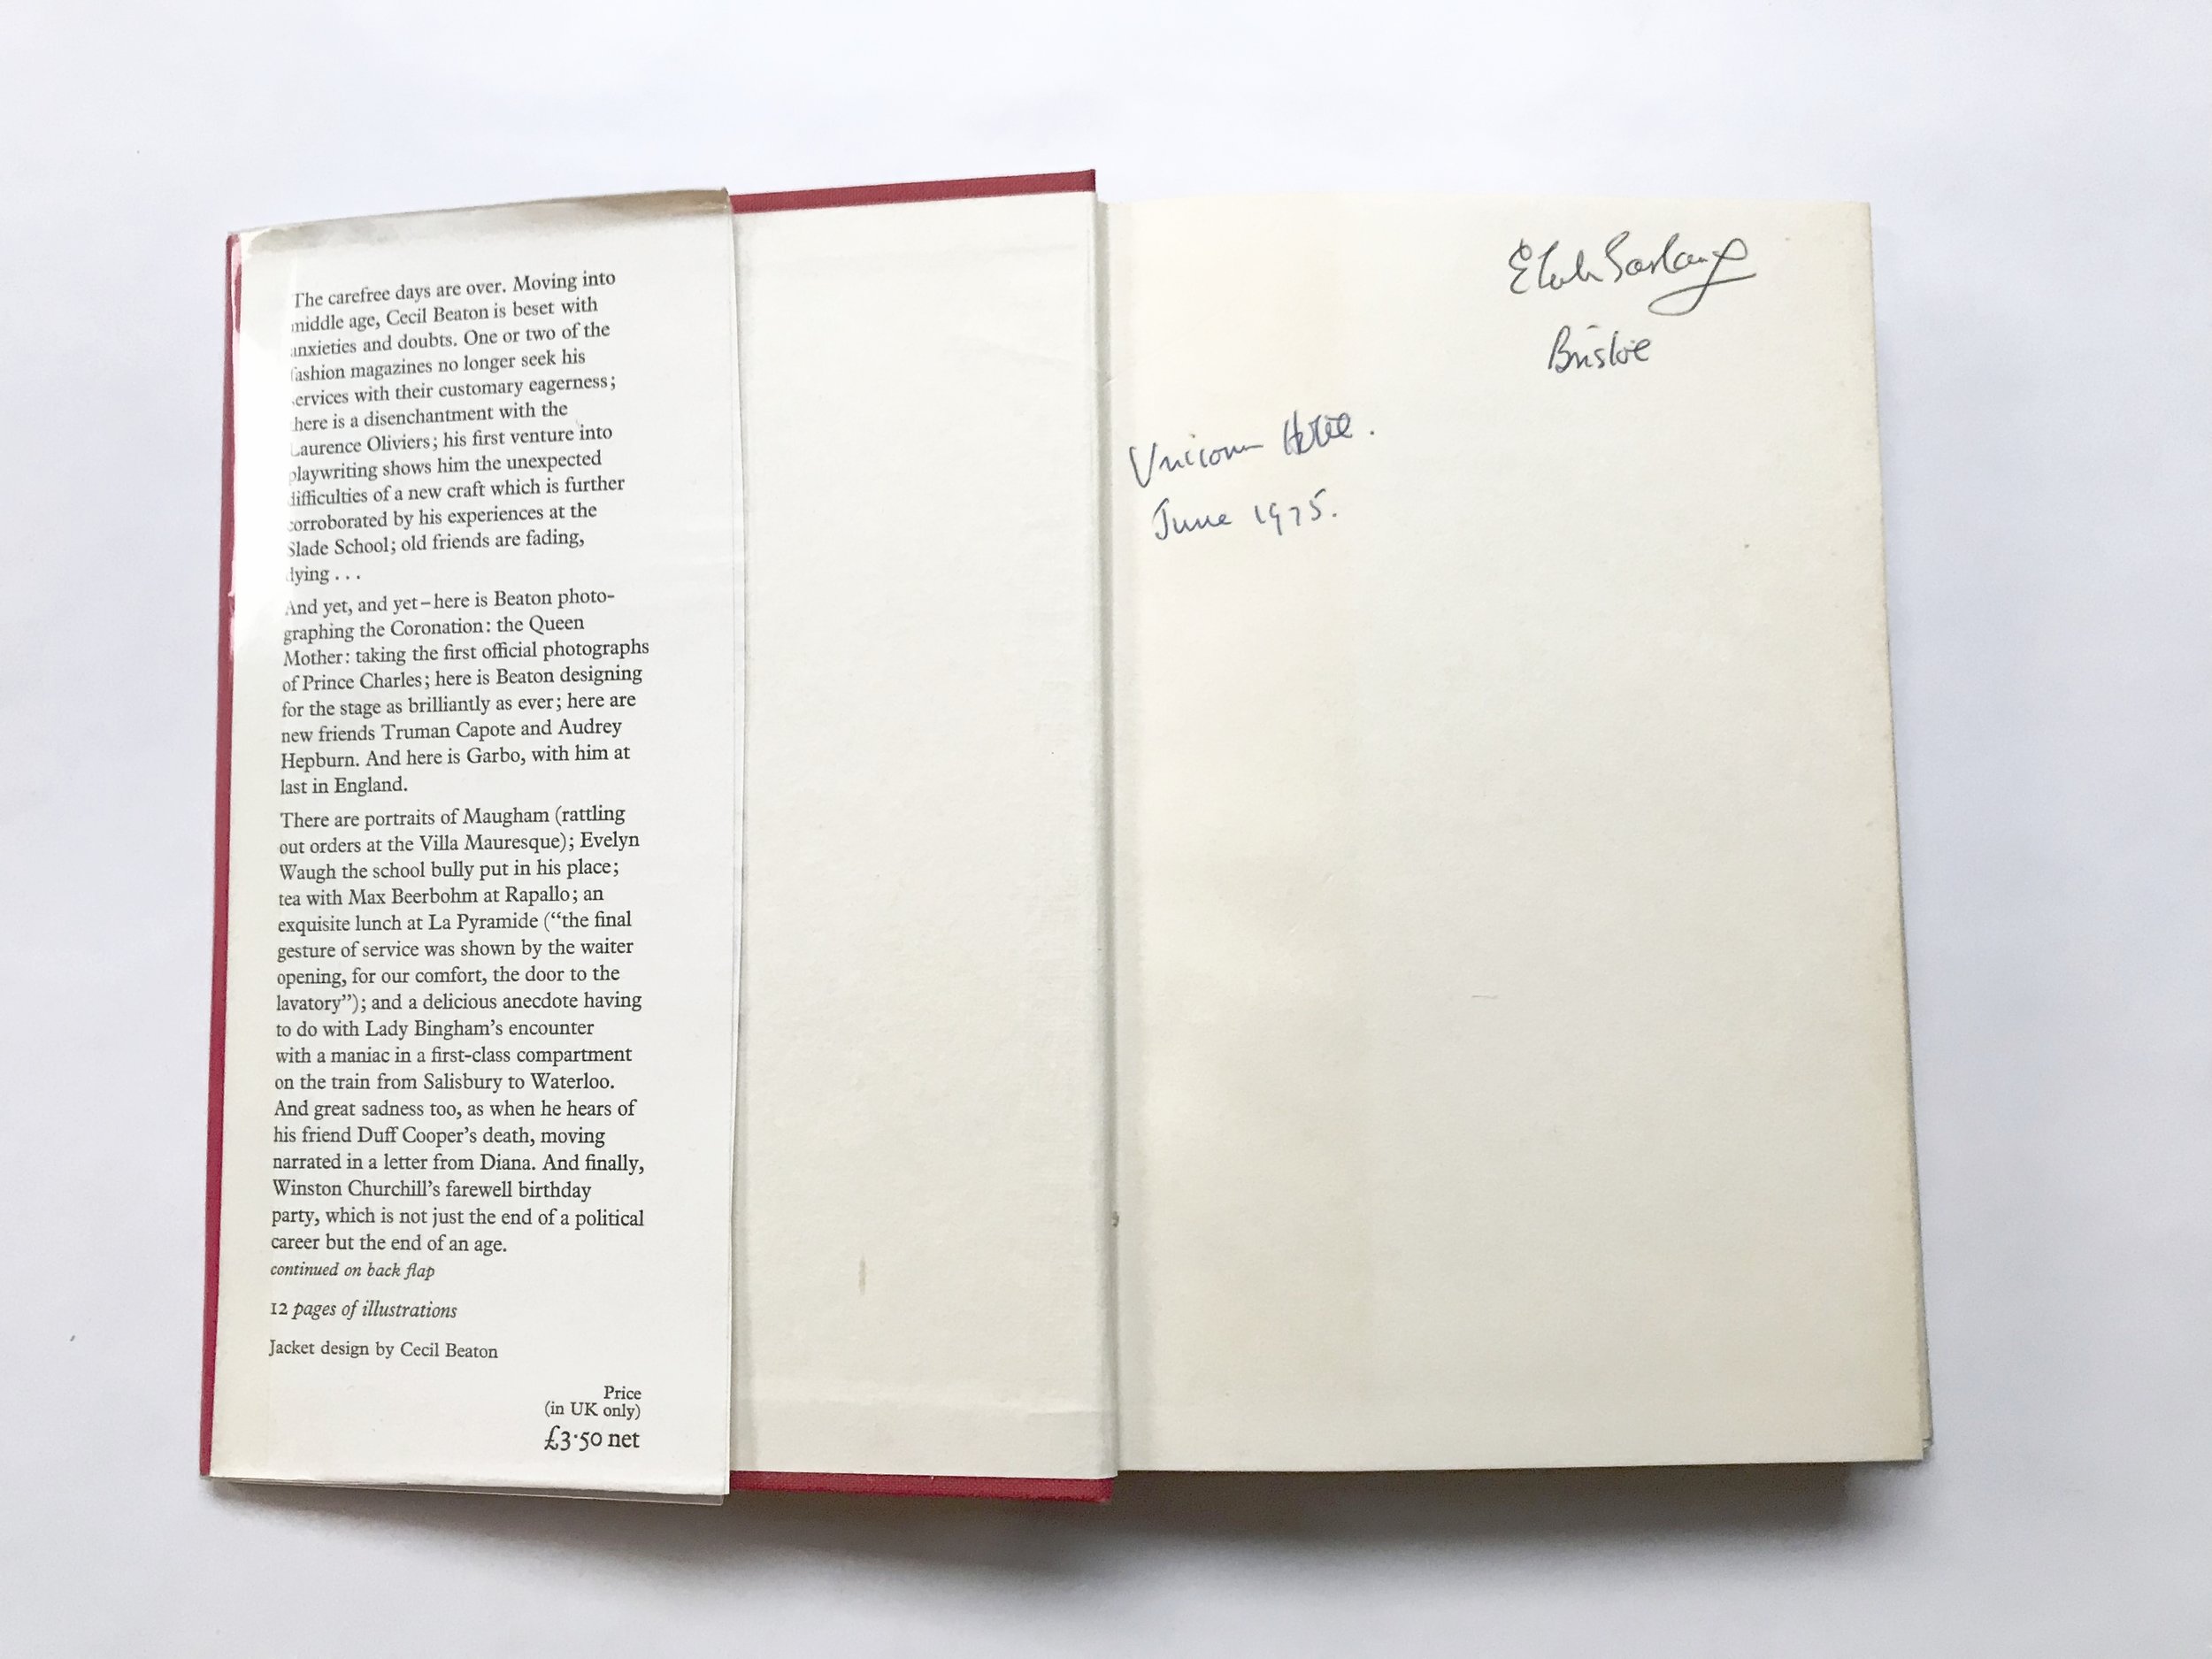 The carefree days are over. Moving into
middle age, Cecil Beaton is beset with
anxieties and doubts. One or two of the
fashion magazines no longer seek his
services with their customary eagerness;
there is a disenchantment with the
Laurence Oliviers; his first venture into
playwriting shows him the unexpected
difficulties of a new craft which is further
corroborated by his experiences at the
Slade School; old friends are fading,
dying . . .
And yet, and yet – here is Beaton photo-
graphing the Coronation: the Queen
Mother: taking the first official photographs
of Prince Charles; here is Beaton designing
for the stage as brilliantly as ever; here are
new friends Truman Capote and Audrey
Hepburn. And here is Garbo, with him at
last in England.
There are portraits of Maugham (rattling
out orders at the Villa Mauresque); Evelyn
Waugh the school bully put in his place;
tea with Max Beerbohm at Rapallo; an
exquisite lunch at La Pyramide (“the final
gesture of service was shown by the waiter
opening, for our comfort, the door to the
lavatory”); and a delicious anecdote having
to do with Lady Bingham’s encounter
with a maniac in a first-class compartment
on the train from Salisbury to Waterloo.
And great sadness too, as when he hears of
his friend Duff Cooper’s death, moving
narrated in a letter from Diana. And finally,
Winston Churchill’s farewell birthday
party, which is not just the end of a political
career but the end of an age.
continued on back flap
12 pages of illustrations
Jacket design by Cecil Beaton
Price
(in UK only)
£3·50 net
Unicorn Hotel.
June 1975.